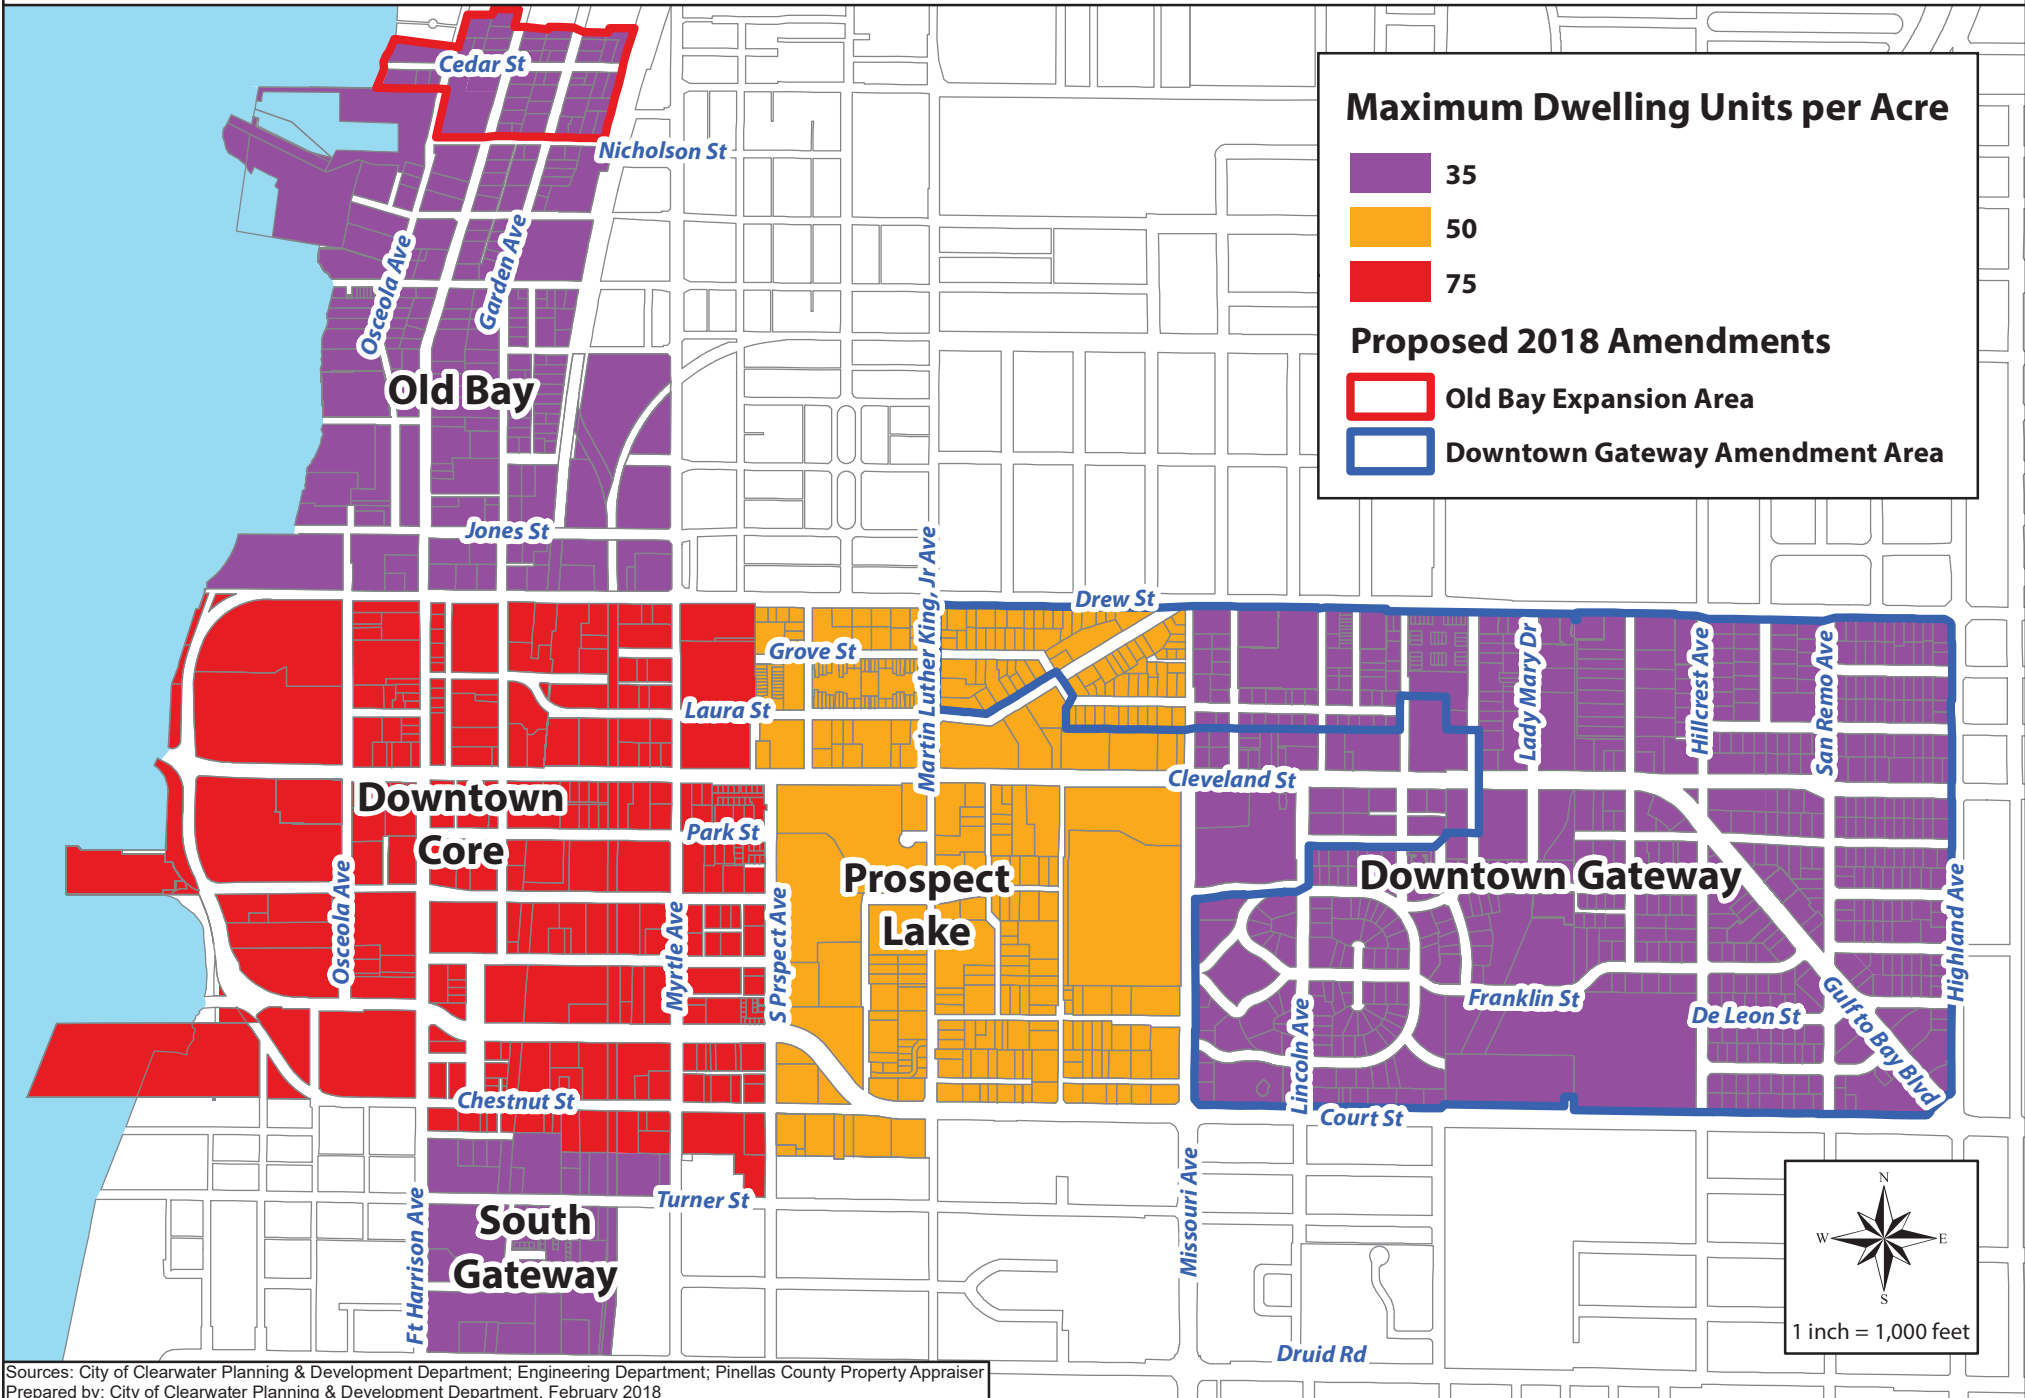 Maximum Dwelling Units per Acre
35
50
75
Proposed 2018 Amendments
Old Bay Expansion Area
Downtown Gateway Amendment Area
Cedar St
Nicholson St
Osceola Ave
Garden Ave
Old Bay
Jones St
Drew St
Grove St
Martin Luther King, Jr Ave
Laura St
Lady Mary Dr
Hillcrest Ave
San Remo Ave
Cleveland St
Downtown
Core
Park St
Prospect
Lake
Downtown Gateway
Osceola Ave
Myrtle Ave
S Prspect Ave
Highland Ave
Franklin St
De Leon St
Gulf to Bay Blvd
Lincoln Ave
Chestnut St
Court St
Missouri Ave
Turner St
South
Gateway
Ft Harrison Ave
Druid Rd
N
W
E
S
1 inch = 1,000 feet
Sources: City of Clearwater Planning & Development Department; Engineering Department; Pinellas County Property Appraiser
Prepared by: City of Clearwater Planning & Development Department, February 2018